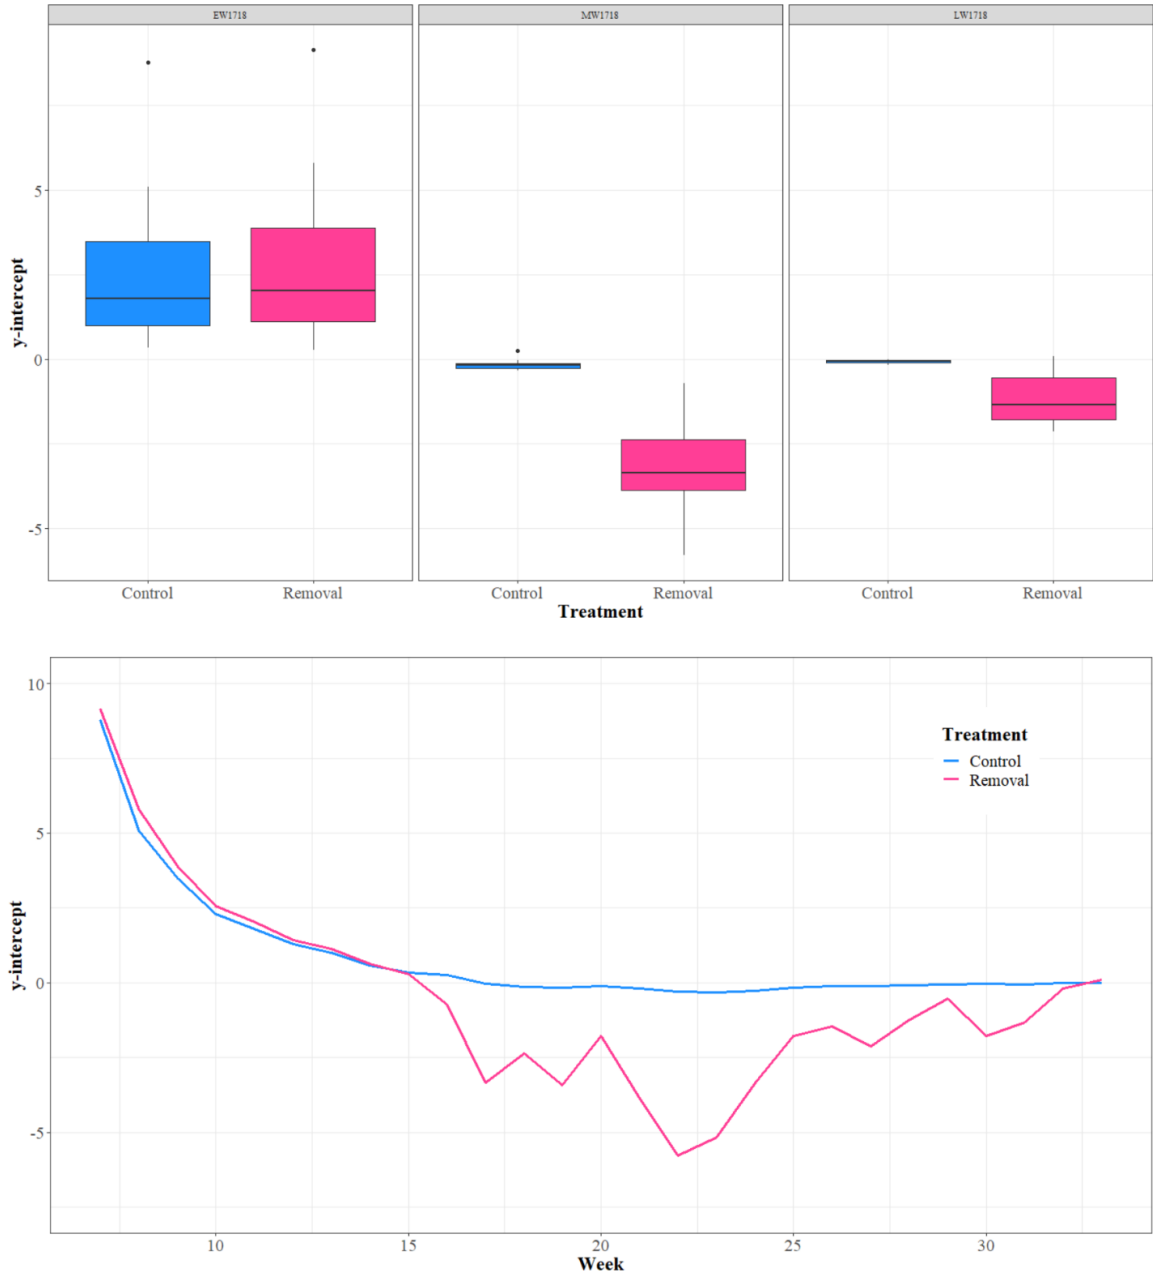 EW1718 MW1718 LW1718
5
0
-5
y-intercept
Control Removal Control Removal Control Removal
Treatment
10
5
0
-5
y-intercept
Treatment
Control
Removal
10 15 20 25 30
Week